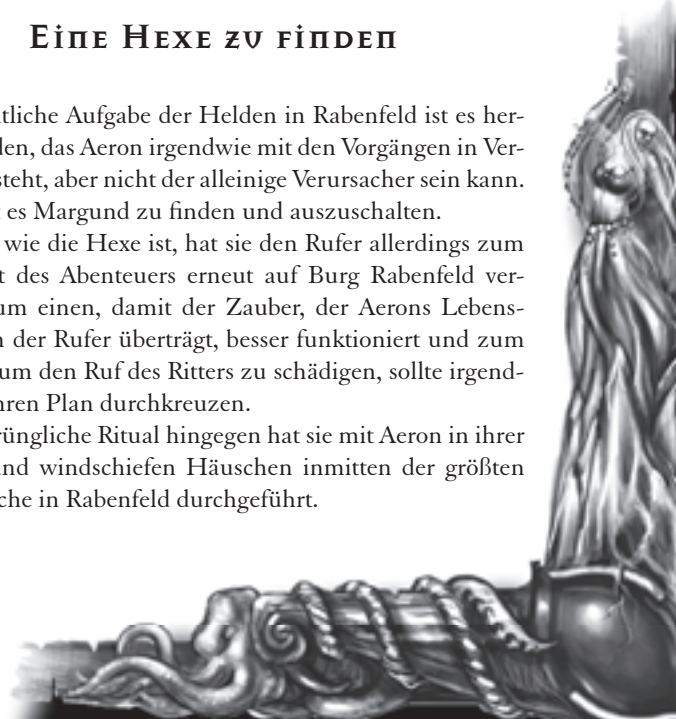 Eine Hexe zu finden
tliche Aufgabe der Helden in Rabenfeld ist es her-
den, das Aeron irgendwie mit den Vorgängen in Ver-
steht, aber nicht der alleinige Verursacher sein kann.
es Margund zu finden und auszuschalten.
wie die Hexe ist, hat sie den Rufer allerdings zum
t des Abenteuers erneut auf Burg Rabenfeld ver-
um einen, damit der Zauber, der Aerons Lebens-
n der Rufer überträgt, besser funktioniert und zum
um den Ruf des Ritters zu schädigen, sollte irgend-
hren Plan durchkreuzen.
rüngliche Ritual hingegen hat sie mit Aeron in ihrer
und windschiefen Häuschen inmitten der größten
che in Rabenfeld durchgeführt.